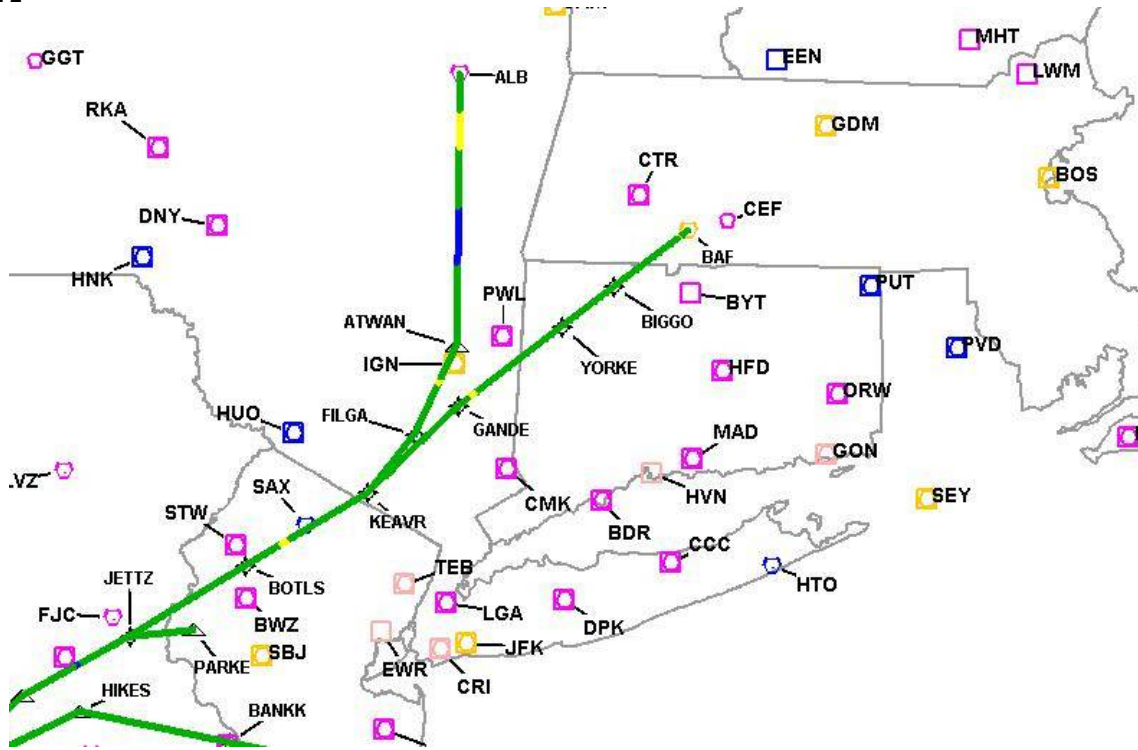 GGT
ALB
EEN
MHT
LWM
RKA
GDM
CTR
BOS
DNY
CEF
HNK
BAF
PWL
BYT
PUT
ATWAN
BIGGO
IGN
YORKE
HFD
PVD
HUO
FILGA
GANDE
ORW
MAD
GON
.VZ
SAX
CMK
HVN
SEY
STW
KEAVR
BDR
JETTZ
BOTLS
TEB
CCC
HTO
FJC
BWZ
LGA
DPK
PARKE
SBJ
EWR
JFK
HIKES
CRI
BANKK